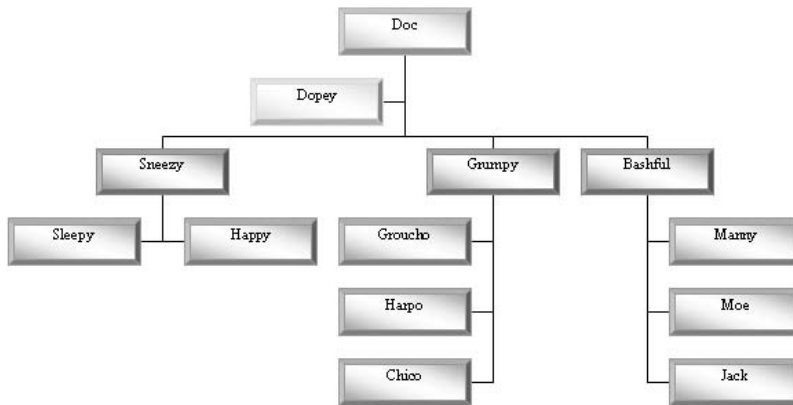 Doc
Dopey
Sneezy
Grumpy
Bashful
Sleepy
Happy
Groucho
Manny
Harpo
Moe
Chico
Jack